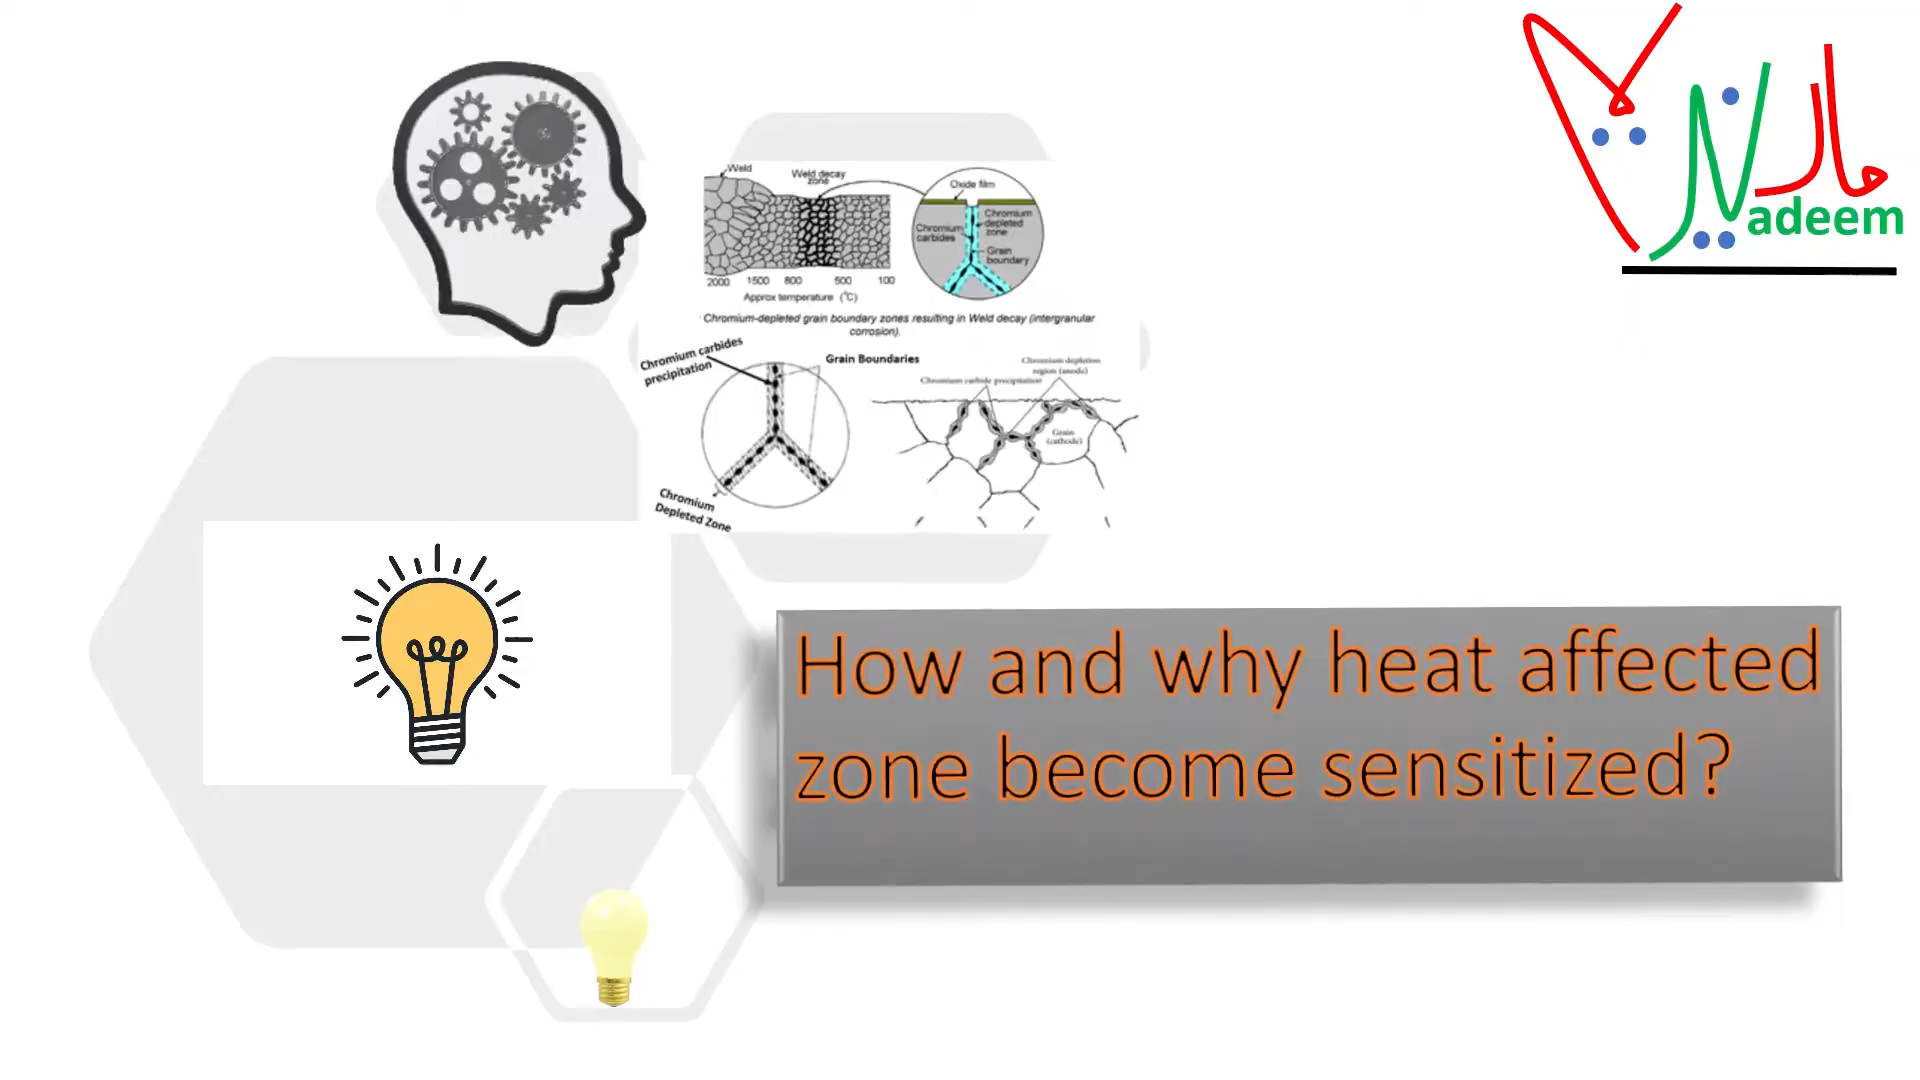 Weld
Weld decay
zone
2000 1500 800 500 100
Approx temperature (°C)
Oxide film
Chromium
depleted
zone
Chromium
carbides
Grain
boundary
Chromium-depleted grain boundary zones resulting in Weld decay (intergranular
corrosion).
Chromium carbides
precipitation
Grain Boundaries
Chromium
Depleted Zone
Chromium depletion
region (anode)
Chromium carbide precipitation
Grain
(cathode)
adeem
How and why heat affected
zone become sensitized?